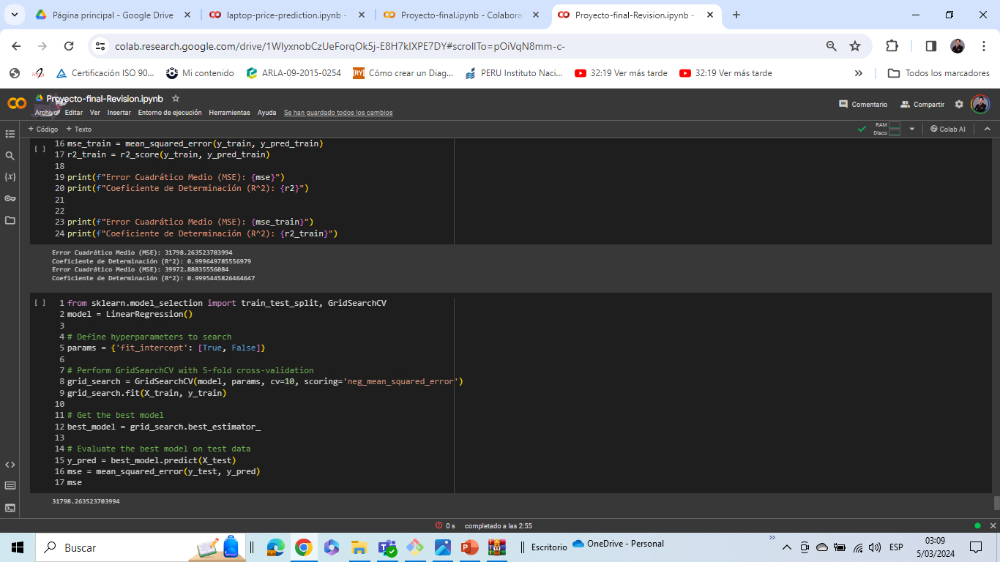 Página principal - Google Drive
laptop-price-prediction.ipynb -
Proyecto-final.ipynb - Colabora
Proyecto-final-Revision.ipynb -
colab.research.google.com/drive/1WlyxnobCzUeForqOk5j-E8H7klXPE7DY#scrollTo=pOiVqN8mm-c-
Certificación ISO 90...
Mi contenido
ARLA-09-2015-0254
Cómo crear un Diag...
PERU Instituto Naci...
32:19 Ver más tarde
32:19 Ver más tarde
Todos los marcadores
Proyecto-final-Revision.ipynb
Archivo Editar Ver Insertar Entorno de ejecución Herramientas Ayuda Se han guardado todos los cambios
Comentario
Compartir
+ Código + Texto
RAM
Disco
Colab AI
[ ]
16 mse_train = mean_squared_error(y_train, y_pred_train)
17 r2_train = r2_score(y_train, y_pred_train)
18
19 print(f"Error Cuadrático Medio (MSE): {mse}")
20 print(f"Coeficiente de Determinación (R^2): {r2}")
21
22
23 print(f"Error Cuadrático Medio (MSE): {mse_train}")
24 print(f"Coeficiente de Determinación (R^2): {r2_train}")
Error Cuadrático Medio (MSE): 31798.263523703994
Coeficiente de Determinación (R^2): 0.999649785556979
Error Cuadrático Medio (MSE): 39972.88835556084
Coeficiente de Determinación (R^2): 0.9995445826464647
[ ]
1 from sklearn.model_selection import train_test_split, GridSearchCV
2 model = LinearRegression()
3
4 # Define hyperparameters to search
5 params = {'fit_intercept': [True, False]}
6
7 # Perform GridSearchCV with 5-fold cross-validation
8 grid_search = GridSearchCV(model, params, cv=10, scoring='neg_mean_squared_error')
9 grid_search.fit(X_train, y_train)
10
11 # Get the best model
12 best_model = grid_search.best_estimator_
13
14 # Evaluate the best model on test data
15 y_pred = best_model.predict(X_test)
16 mse = mean_squared_error(y_test, y_pred)
17 mse
31798.263523703994
0 s completado a las 2:55
Buscar
Escritorio
OneDrive - Personal
ESP
03:09
5/03/2024